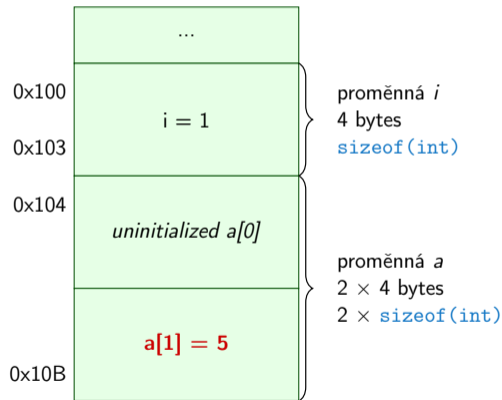 ...
0x100
i = 1
0x103
proměnná i
4 bytes
sizeof(int)
0x104
uninitialized a[0]
proměnná a
2 × 4 bytes
2 × sizeof(int)
a[1] = 5
0x10B